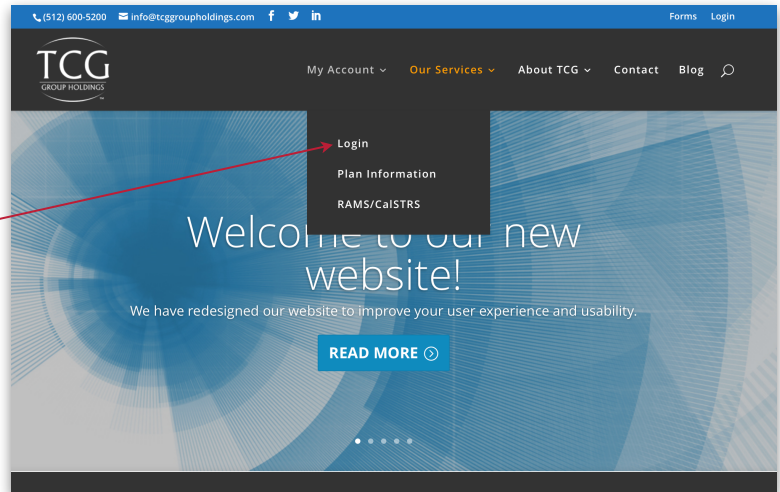 (512) 600-5200 info@tcggroupholdings.com Forms Login
TCG
GROUP HOLDINGS
My Account Our Services About TCG Contact Blog
Login
Plan Information
RAMS/CalSTRS
Welcome to our new
website!
We have redesigned our website to improve your user experience and usability.
READ MORE